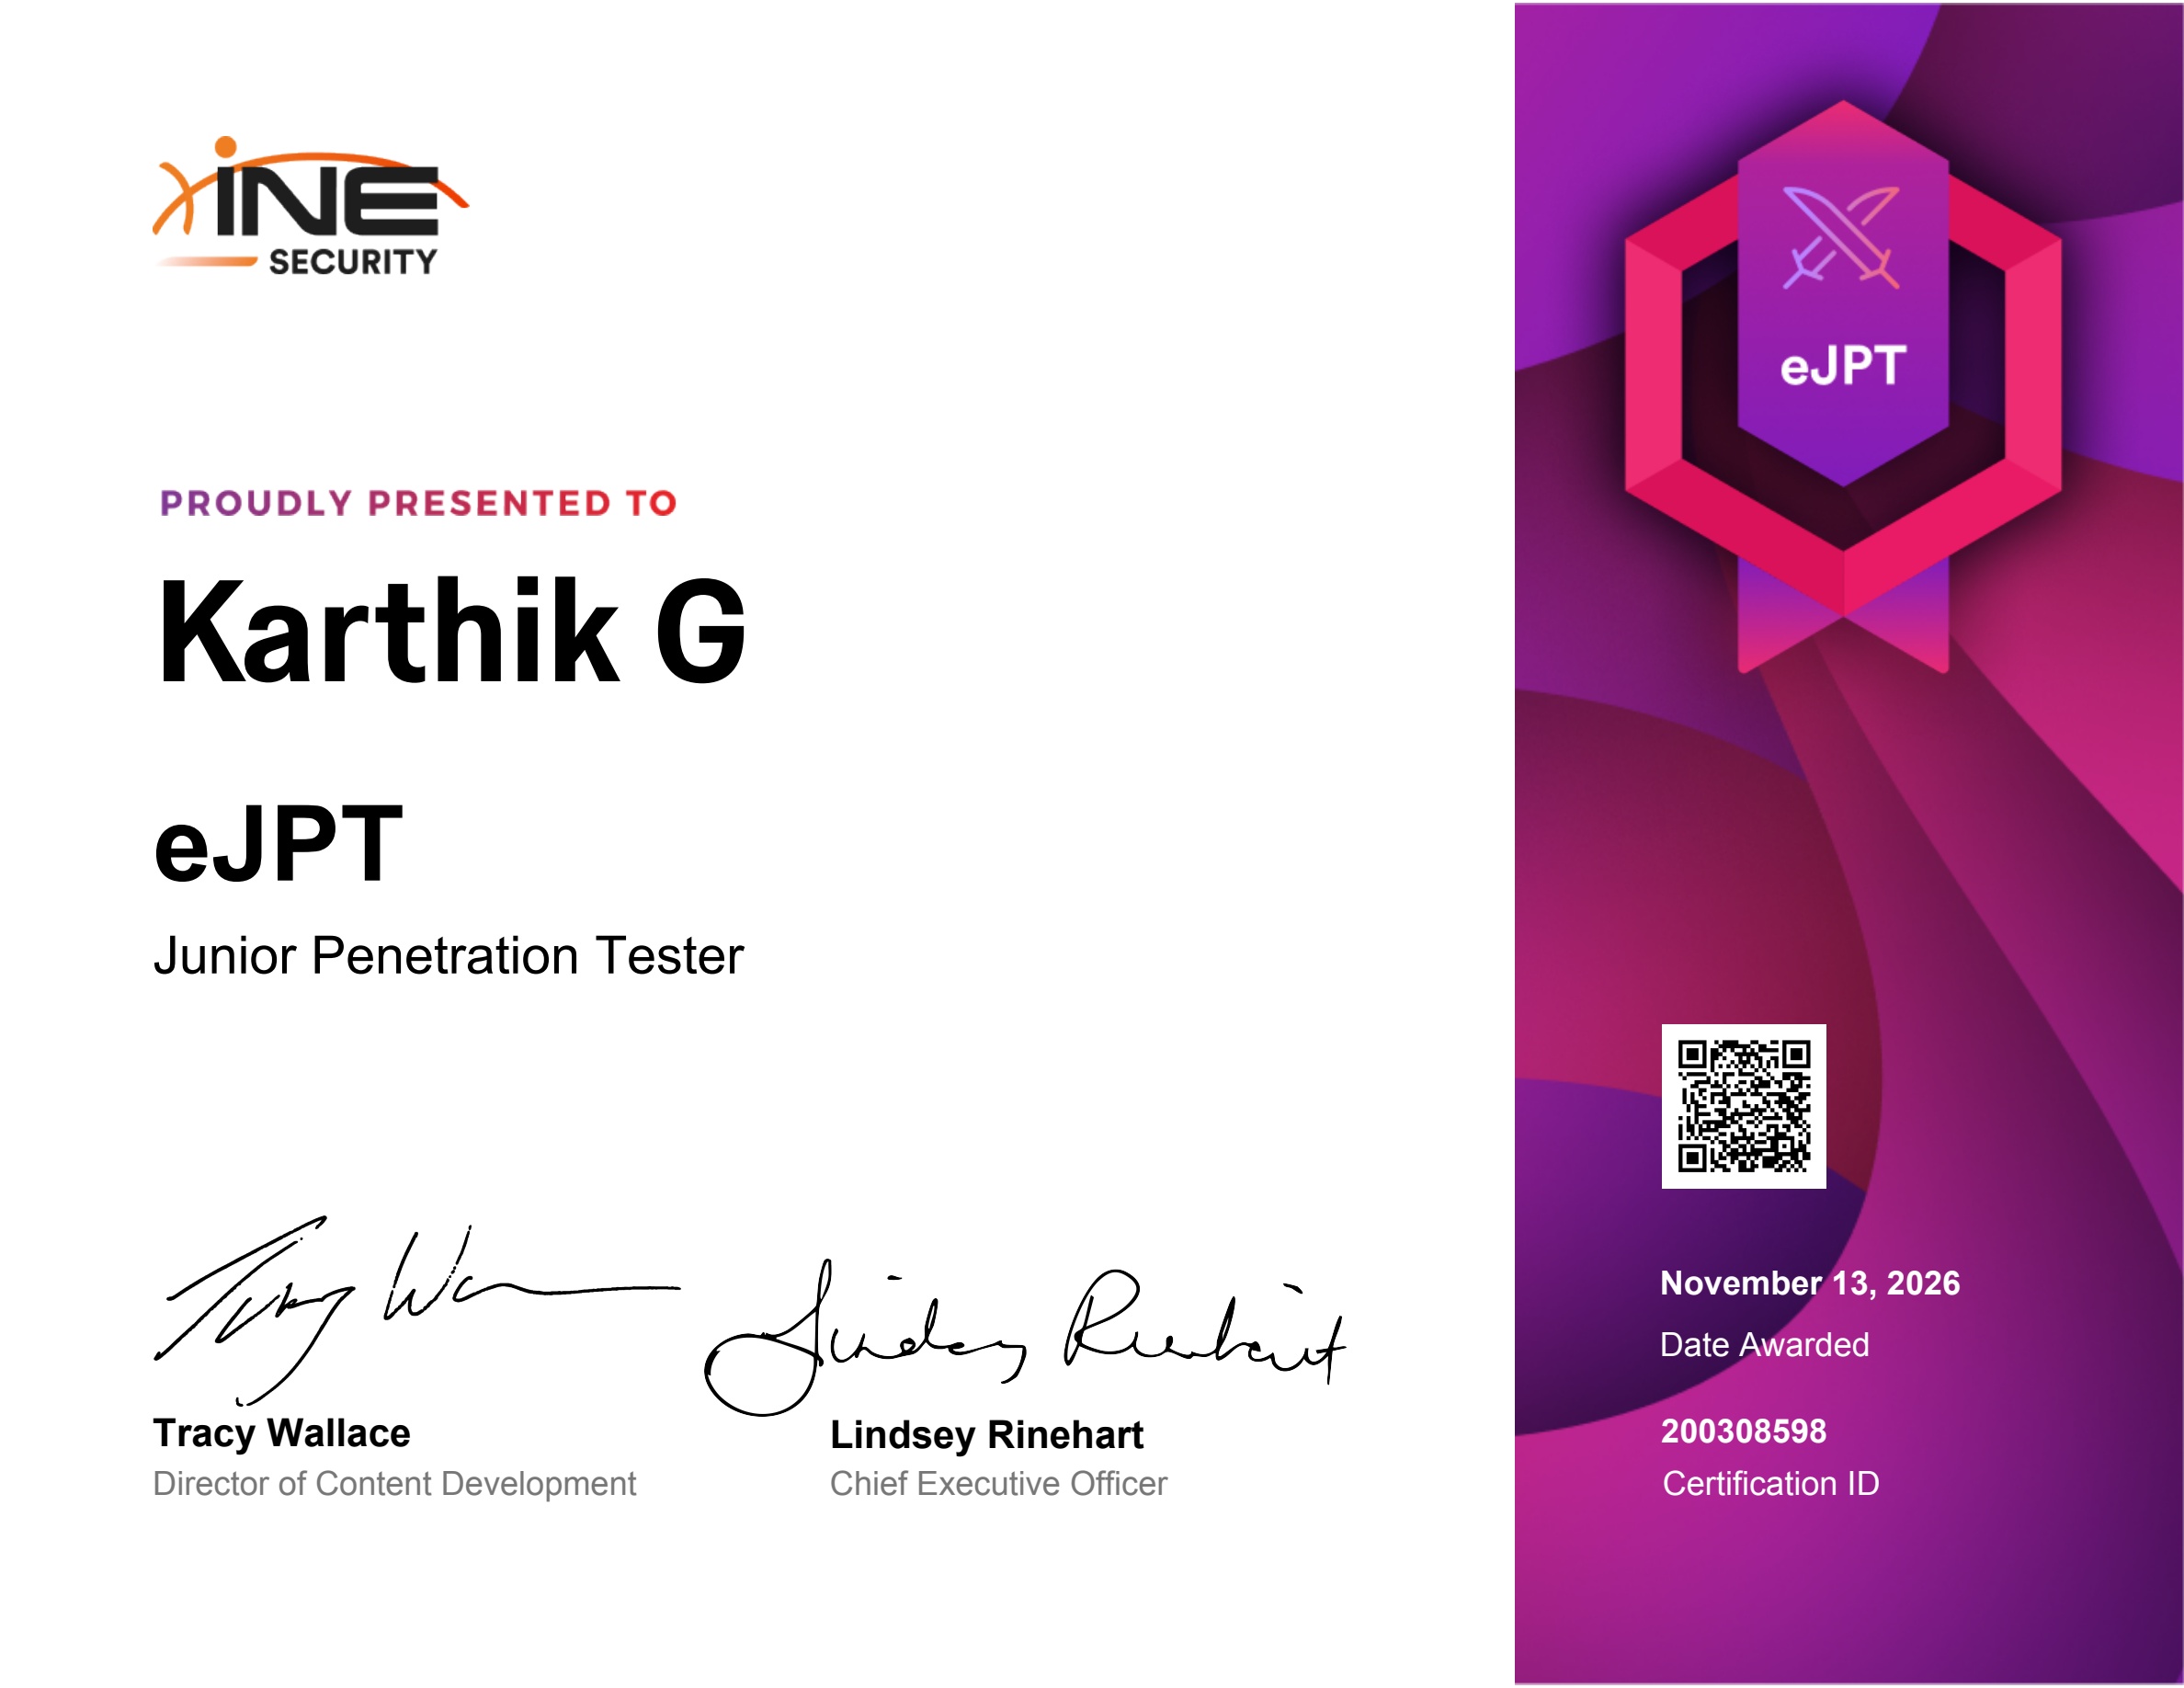 INE
SECURITY
PROUDLY PRESENTED TO
Karthik G
eJPT
Junior Penetration Tester
Tracy Wallace
Director of Content Development
Lindsey Rinehart
Chief Executive Officer
eJPT
November 13, 2026
Date Awarded
200308598
Certification ID